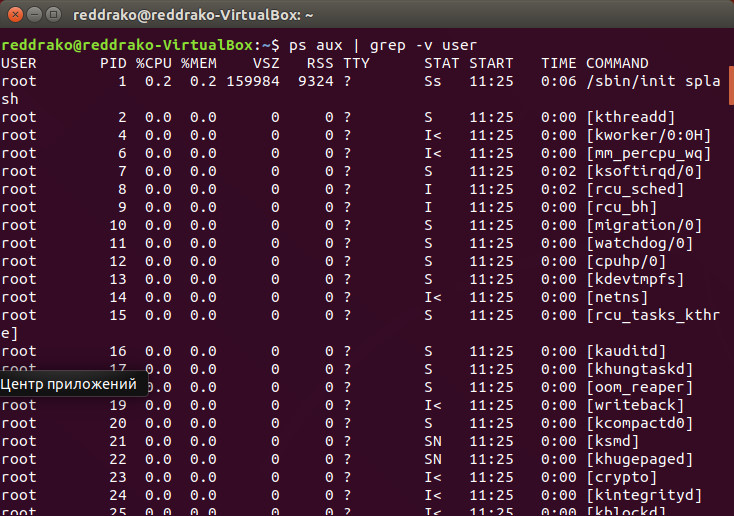 reddrako@reddrako-VirtualBox: ~
reddrako@reddrako-VirtualBox:~$ ps aux | grep -v user
USER PID %CPU %MEM VSZ RSS TTY STAT START TIME COMMAND
root 1 0.2 0.2 159984 9324 ? Ss 11:25 0:06 /sbin/init spla
sh
root 2 0.0 0.0 0 0 ? S 11:25 0:00 [kthreadd]
root 4 0.0 0.0 0 0 ? I< 11:25 0:00 [kworker/0:0H]
root 6 0.0 0.0 0 0 ? I< 11:25 0:00 [mm_percpu_wq]
root 7 0.0 0.0 0 0 ? S 11:25 0:02 [ksoftirqd/0]
root 8 0.0 0.0 0 0 ? I 11:25 0:02 [rcu_sched]
root 9 0.0 0.0 0 0 ? I 11:25 0:00 [rcu_bh]
root 10 0.0 0.0 0 0 ? S 11:25 0:00 [migration/0]
root 11 0.0 0.0 0 0 ? S 11:25 0:00 [watchdog/0]
root 12 0.0 0.0 0 0 ? S 11:25 0:00 [cpuhp/0]
root 13 0.0 0.0 0 0 ? S 11:25 0:00 [kdevtmpfs]
root 14 0.0 0.0 0 0 ? I< 11:25 0:00 [netns]
root 15 0.0 0.0 0 0 ? S 11:25 0:00 [rcu_tasks_kthr
e]
root 16 0.0 0.0 0 0 ? S 11:25 0:00 [kauditd]
17 0.0 0.0 0 0 ? S 11:25 0:00 [khungtaskd]
Центр приложений
0.0 0.0 0 0 ? S 11:25 0:00 [oom_reaper]
root 19 0.0 0.0 0 0 ? I< 11:25 0:00 [writeback]
root 20 0.0 0.0 0 0 ? S 11:25 0:00 [kcompactd0]
root 21 0.0 0.0 0 0 ? SN 11:25 0:00 [ksmd]
root 22 0.0 0.0 0 0 ? SN 11:25 0:00 [khugepaged]
root 23 0.0 0.0 0 0 ? I< 11:25 0:00 [crypto]
root 24 0.0 0.0 0 0 ? I< 11:25 0:00 [kintegrityd]
root 25 0.0 0.0 0 0 ? I< 11:25 0:00 [kblockd]